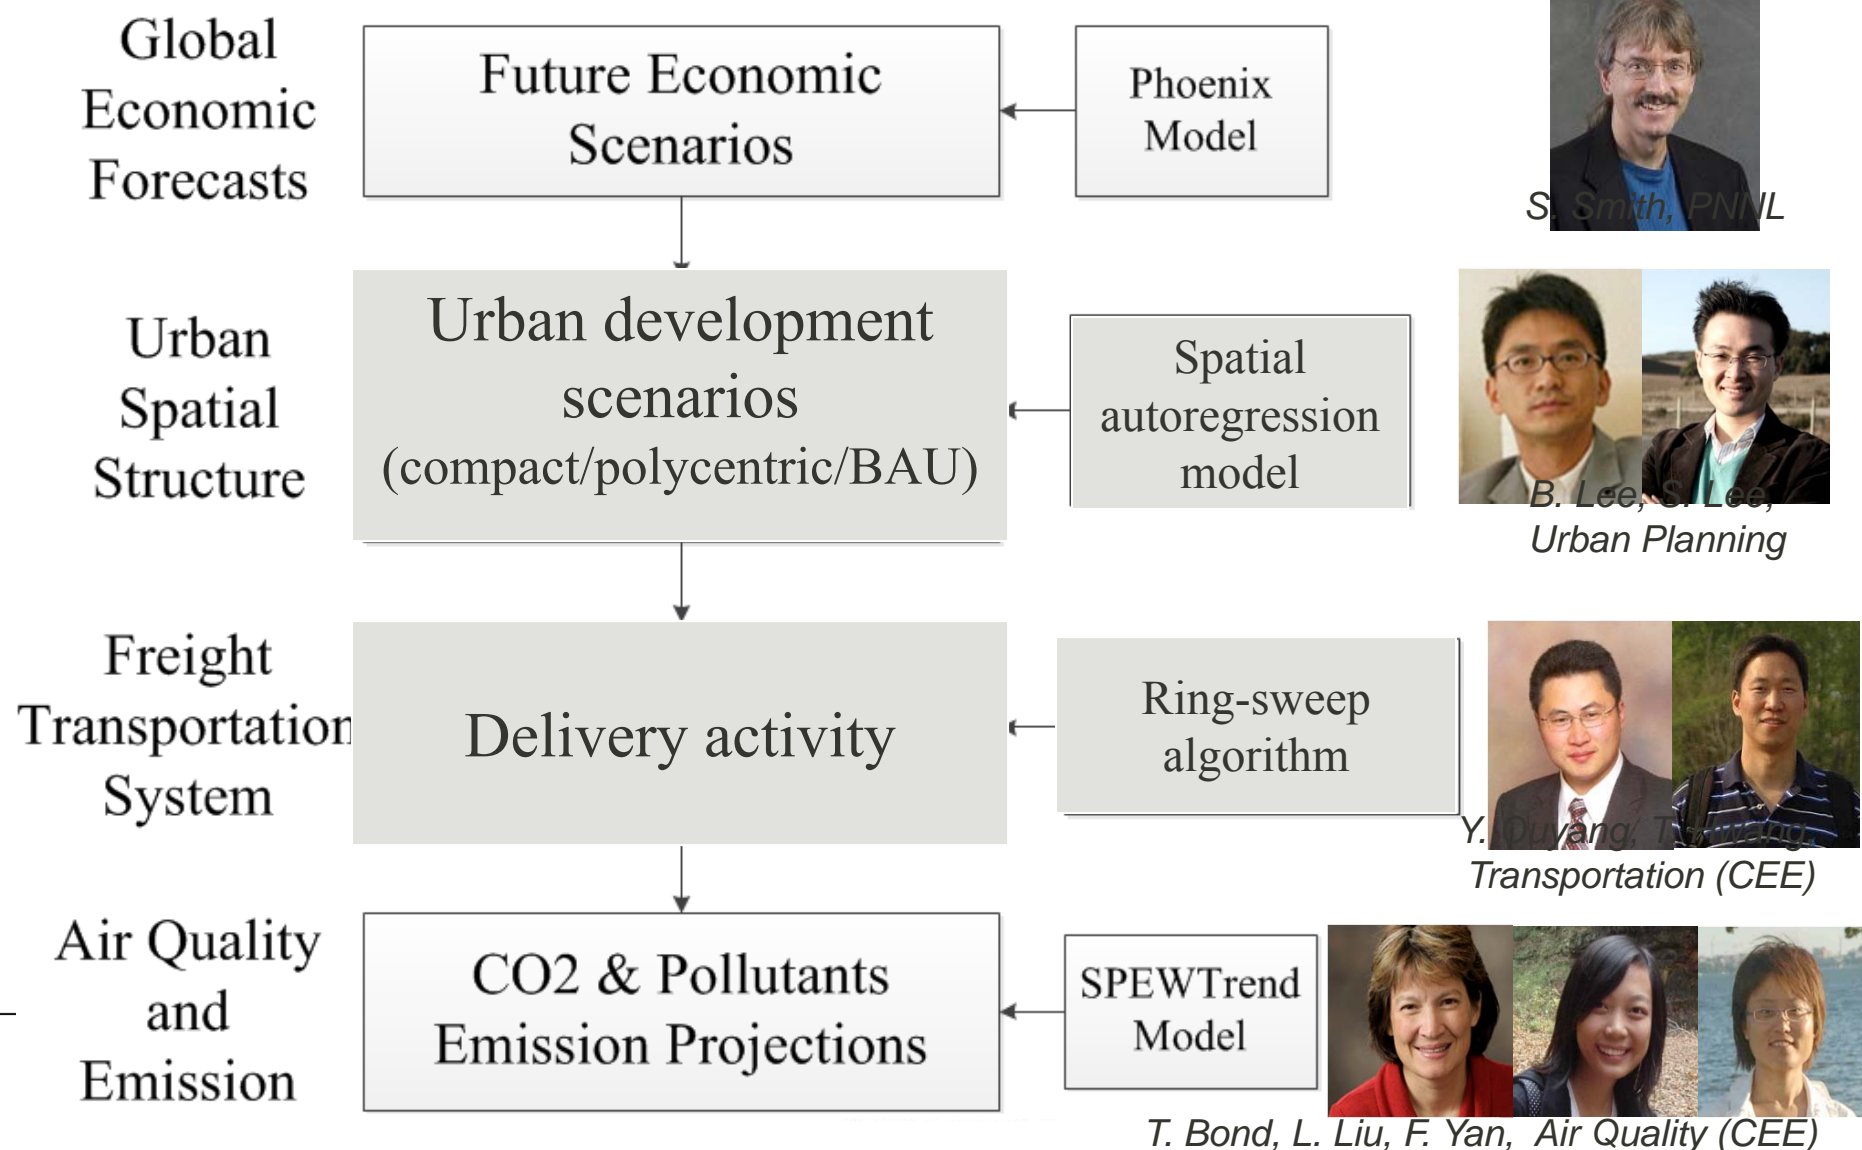 Global
Economic
Forecasts
Future Economic
Scenarios
Phoenix
Model
S. Smith, PNNL
Urban
Spatial
Structure
Urban development
scenarios
(compact/polycentric/BAU)
Spatial
autoregression
model
B. Lee, S. Lee,
Urban Planning
Freight
Transportation
System
Delivery activity
Ring-sweep
algorithm
Y. Ouyang, T. Hwang,
Transportation (CEE)
Air Quality
and
Emission
CO2 & Pollutants
Emission Projections
SPEWTrend
Model
T. Bond, L. Liu, F. Yan, Air Quality (CEE)